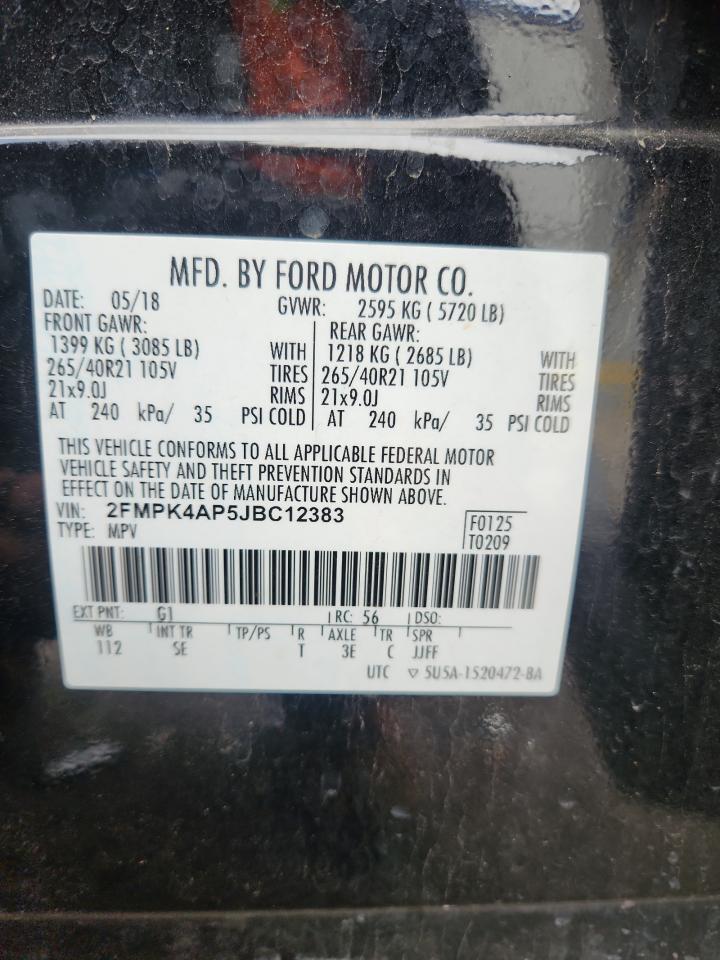 MFD. BY FORD MOTOR CO.
DATE: 05/18 GVWR: 2595 KG ( 5720 LB)
FRONT GAWR: REAR GAWR:
1399 KG ( 3085 LB) WITH 1218 KG ( 2685 LB) WITH
265/40R21 105V TIRES 265/40R21 105V TIRES
21x9.0J RIMS 21x9.0J RIMS
AT 240 kPa/ 35 PSI COLD AT 240 kPa/ 35 PSI COLD
THIS VEHICLE CONFORMS TO ALL APPLICABLE FEDERAL MOTOR
VEHICLE SAFETY AND THEFT PREVENTION STANDARDS IN
EFFECT ON THE DATE OF MANUFACTURE SHOWN ABOVE.
VIN: 2FMPK4AP5JBC12383 F0125
TYPE: MPV T0209
EXT PNT: G1 RC: 56 DSO:
WB INT TR TP/PS R AXLE TR SPR
112 SE T 3E C JJFF
UTC ▽ 5U5A-1520472-BA